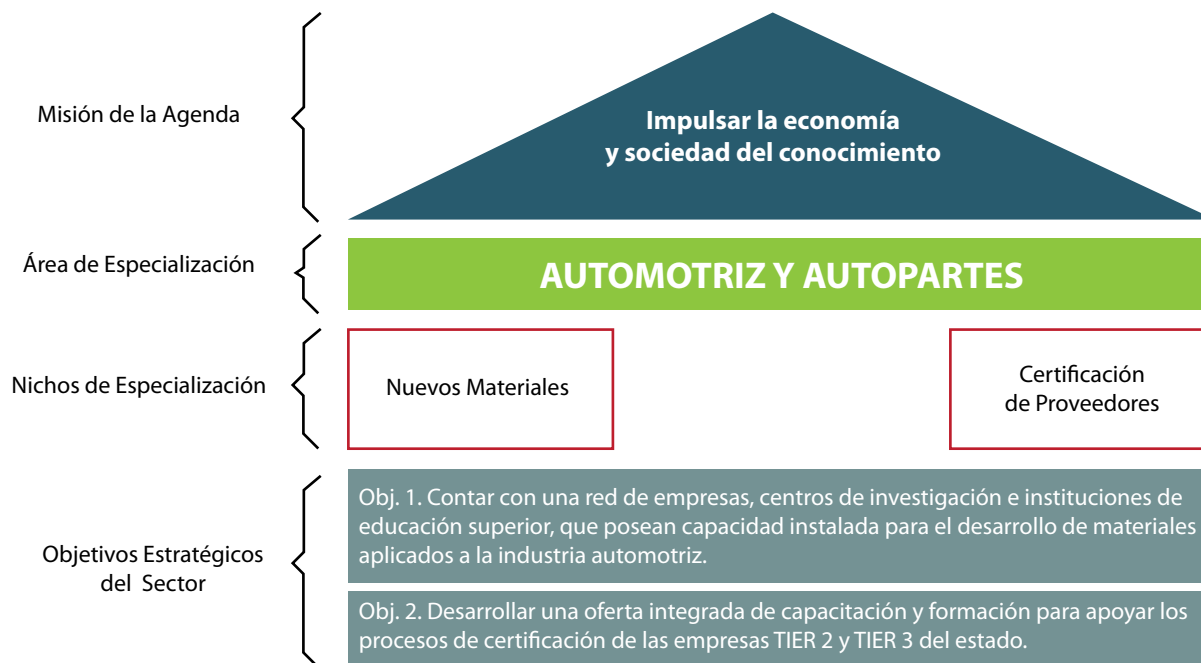 Misión de la Agenda
Impulsar la economía
y sociedad del conocimiento
Área de Especialización
AUTOMOTRIZ Y AUTOPARTES
Nichos de Especialización
Nuevos Materiales
Certificación
de Proveedores
Objetivos Estratégicos
del Sector
Obj. 1. Contar con una red de empresas, centros de investigación e instituciones de
educación superior, que posean capacidad instalada para el desarrollo de materiales
aplicados a la industria automotriz.
Obj. 2. Desarrollar una oferta integrada de capacitación y formación para apoyar los
procesos de certificación de las empresas TIER 2 y TIER 3 del estado.